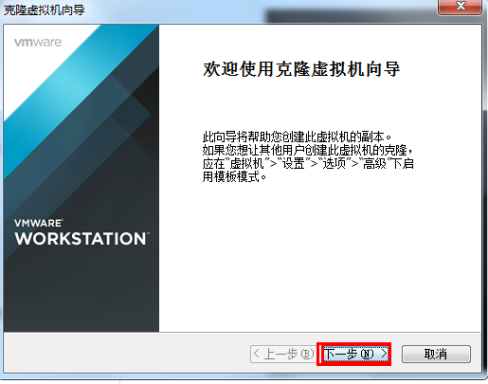 克隆虚拟机向导
vmware
欢迎使用克隆虚拟机向导
此向导将帮助您创建此虚拟机的副本。
如果您想让其他用户创建此虚拟机的克隆，
应在"虚拟机">"设置">"选项">"高级"下启
用模板模式。
VMWARE
WORKSTATION™
< 上一步(B) 下一步(N) > 取消